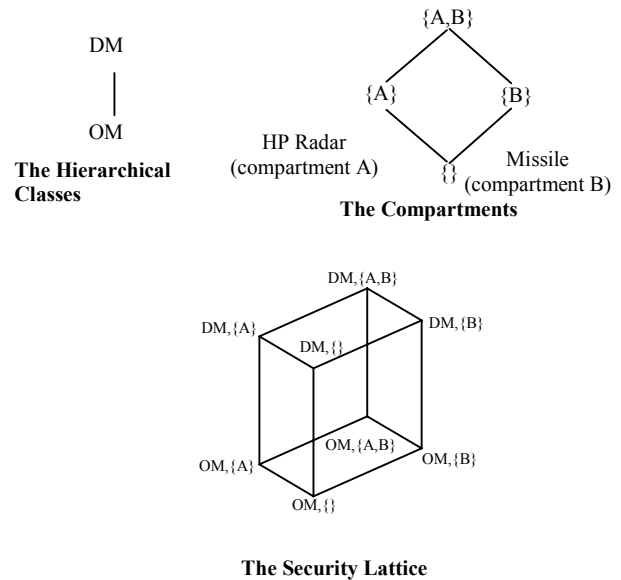 DM
OM
The Hierarchical
Classes
{A,B}
{A}
{B}
{}
HP Radar
(compartment A)
Missile
(compartment B)
The Compartments
DM,{A,B}
DM,{A}
DM,{B}
DM,{}
OM,{A,B}
OM,{A}
OM,{B}
OM,{}
The Security Lattice